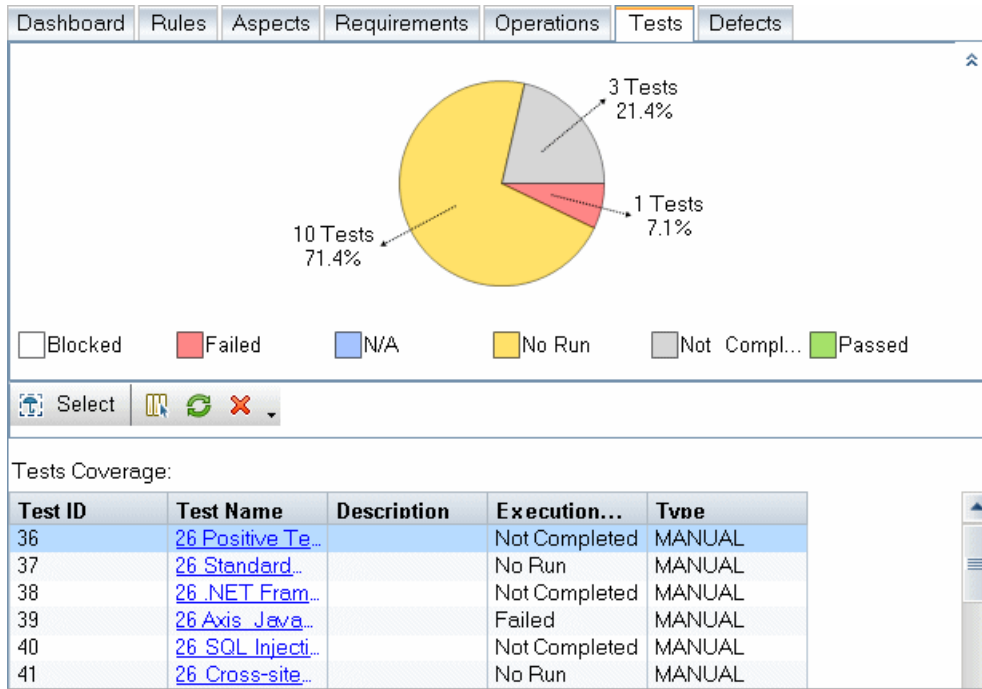 Dashboard Rules Aspects Requirements Operations Tests Defects
3 Tests
21.4%
1 Tests
7.1%
10 Tests
71.4%
Blocked Failed N/A No Run Not Compl... Passed
Select
Tests Coverage:
Test ID Test Name Description Execution... Type
36 26 Positive Te... Not Completed MANUAL
37 26 Standard... No Run MANUAL
38 26 .NET Fram... Not Completed MANUAL
39 26 Axis Java... Failed MANUAL
40 26 SQL Injecti... Not Completed MANUAL
41 26 Cross-site... No Run MANUAL